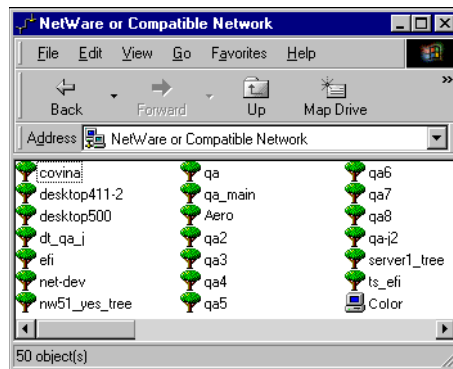 NetWare or Compatible Network
File Edit View Go Favorites Help
Back Forward Up Map Drive »
Address NetWare or Compatible Network
covina qa qa6
desktop411-2 qa_main qa7
desktop500 Aero qa8
dt_qa_j qa2 qa-j2
efi qa3 server1_tree
net-dev qa4 ts_efi
nw51_yes_tree qa5 Color
50 object(s)